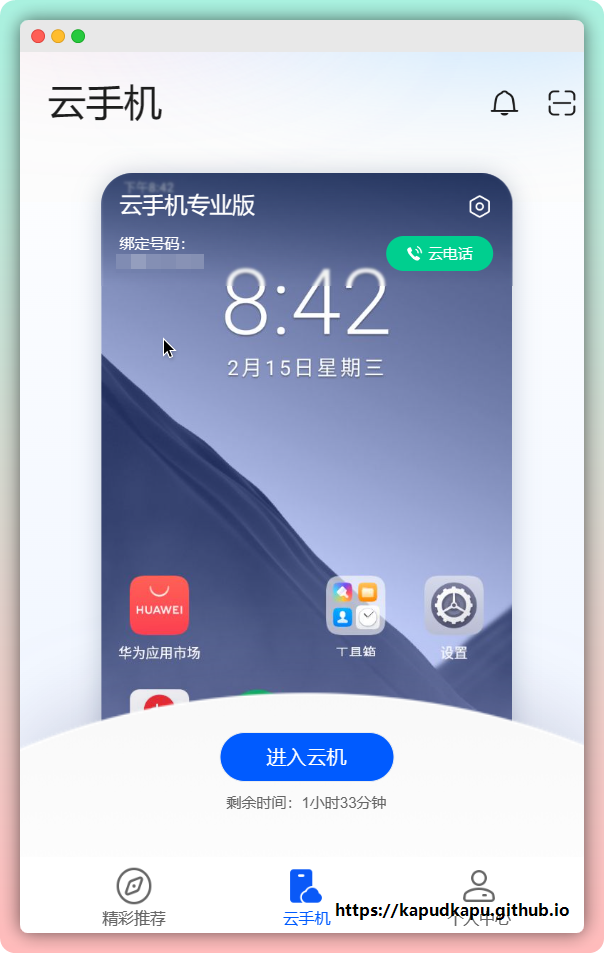 云手机
下午8:42
云手机专业版
绑定号码：
云电话
8:42
2月15日星期三
HUAWEI
华为应用市场
工具箱
设置
进入云机
剩余时间：1小时33分钟
精彩推荐
云手机
个人中心
https://kapudkapu.github.io